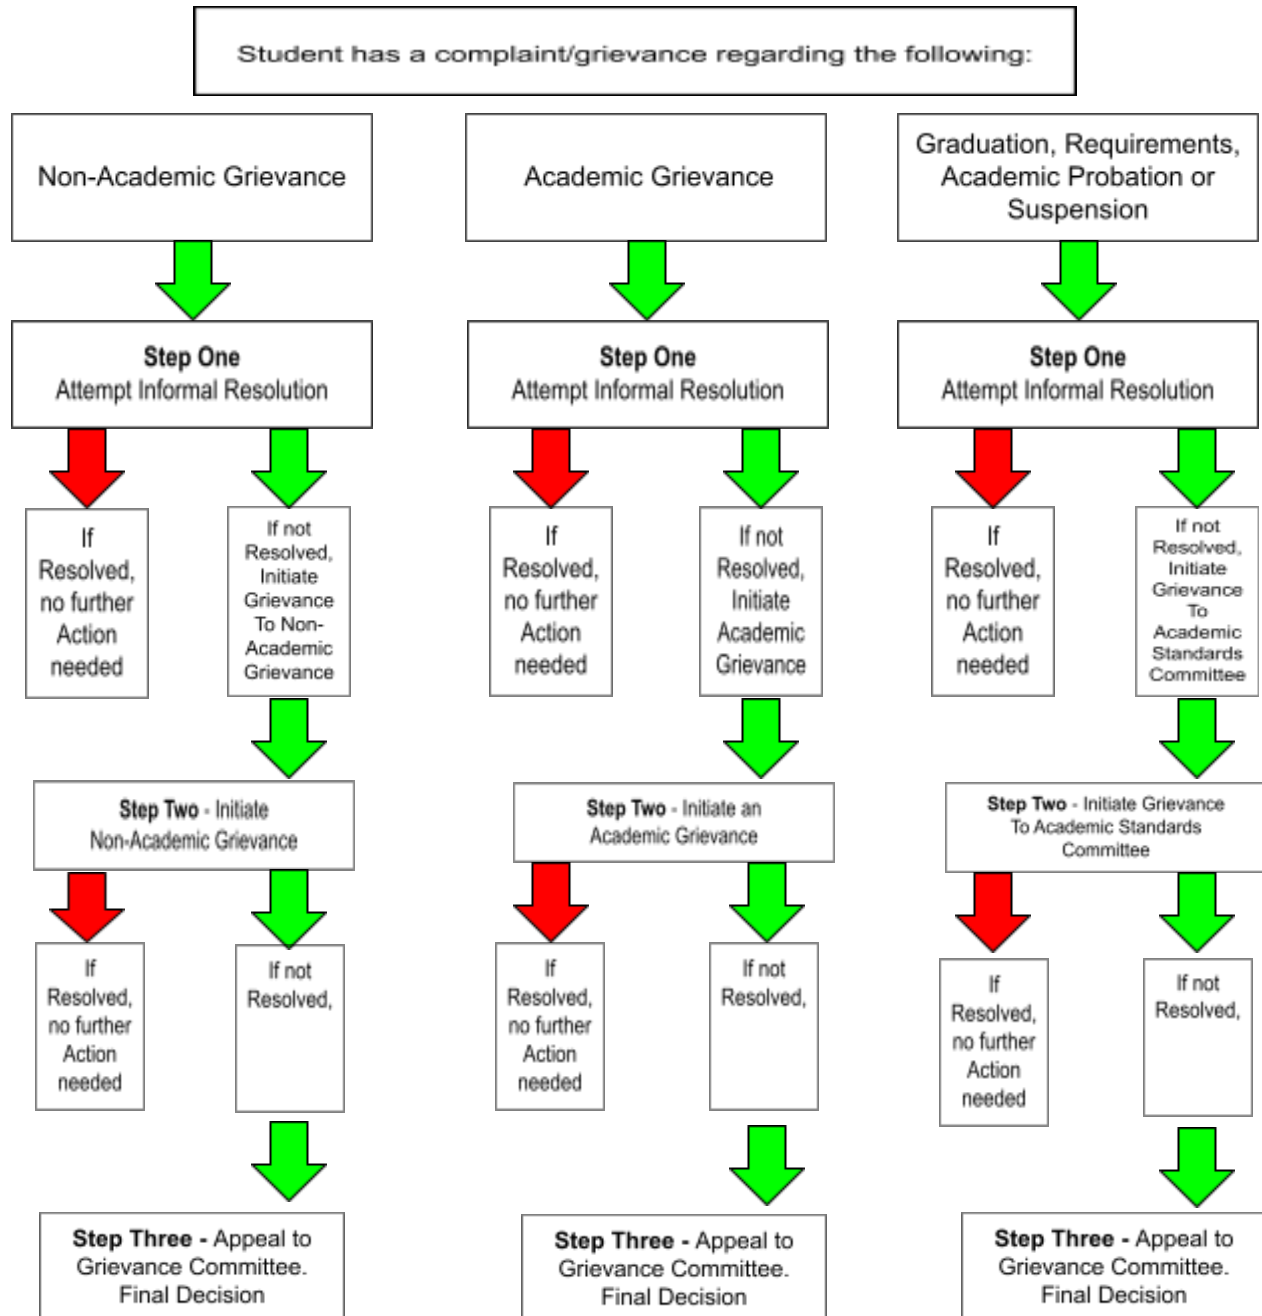 Student has a complaint/grievance regarding the following:
Non-Academic Grievance
Academic Grievance
Graduation, Requirements,
Academic Probation or
Suspension
Step One
Attempt Informal Resolution
Step One
Attempt Informal Resolution
Step One
Attempt Informal Resolution
If
Resolved,
no further
Action
needed
If not
Resolved,
Initiate
Grievance
To Non-
Academic
Grievance
If
Resolved,
no further
Action
needed
If not
Resolved,
Initiate
Academic
Grievance
If
Resolved,
no further
Action
needed
If not
Resolved,
Initiate
Grievance
To
Academic
Standards
Committee
Step Two - Initiate
Non-Academic Grievance
Step Two - Initiate an
Academic Grievance
Step Two - Initiate Grievance
To Academic Standards
Committee
If
Resolved,
no further
Action
needed
If not
Resolved,
If
Resolved,
no further
Action
needed
If not
Resolved,
If
Resolved,
no further
Action
needed
If not
Resolved,
Step Three - Appeal to
Grievance Committee.
Final Decision
Step Three - Appeal to
Grievance Committee.
Final Decision
Step Three - Appeal to
Grievance Committee.
Final Decision